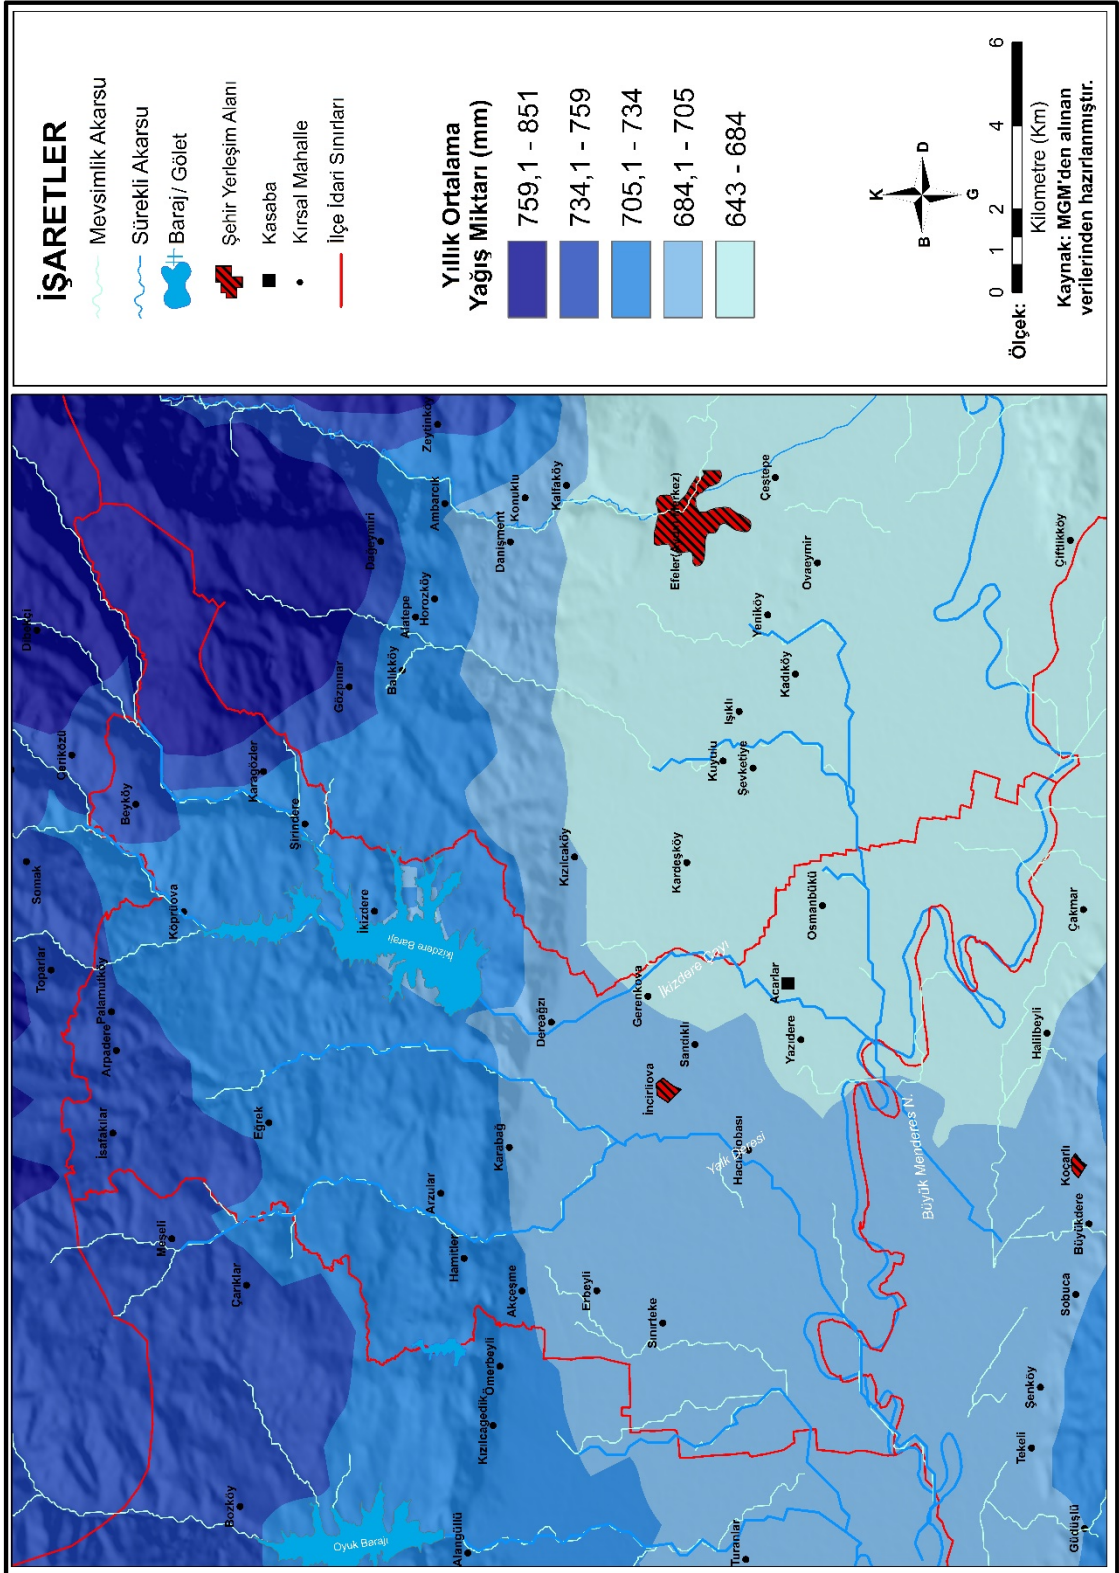 İŞARETLER
Mevsimlik Akarsu
Sürekli Akarsu
Baraj / Gölet
Şehir Yerleşim Alanı
Kasaba
Kırsal Mahalle
İlçe İdari Sınırları
Yıllık Ortalama
Yağış Miktarı (mm)
759,1 - 851
734,1 - 759
705,1 - 734
684,1 - 705
643 - 684
K
B
D
G
Ölçek:
0
1
2
4
6
Kilometre (Km)
Kaynak: MGM'den alınan
verilerinden hazırlanmıştır.
Somak
Toparlar
Beyköy
Köprüova
Palamutköy
Arpadere
İsafakılar
Meşeli
Çarıklar
Bozköy
Eğrek
Karagözler
Şirindere
Gözpınar
Dağeymiri
Zeytinköy
Ambarcık
Horozköy
Alatepe
Balıkköy
İkizdere
İkizdere Barajı
Danişment
Konuklu
Kalfaköy
Arzular
Karabağ
Hamitler
Akçeşme
Ömerbeyli
Kızılcagedik
Alangüllü
Oyuk Barajı
Dereağzı
Kızılcaköy
Erbeyli
Sınırteke
İncirliova
Sandıklı
Gerenkova
İkizdere Çayı
Kardeşköy
Kuyulu
Şevketiye
Işıklı
Yeniköy
Kadıköy
Ovaeymir
Çeştepe
Turanlar
Acarlar
Yazıdere
Osmanbükü
Büyük Menderes N.
Halilbeyli
Çakmar
Çiftlikköy
Koçarlı
Büyükdere
Sobuca
Şenköy
Tekeli
Güdüşlü